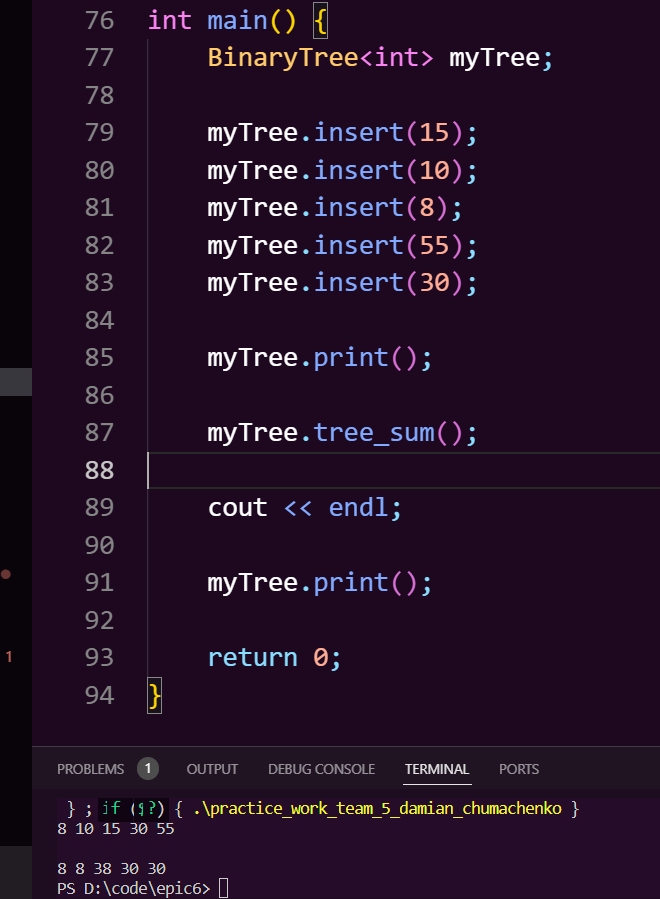 76 int main() {
77 BinaryTree<int> myTree;
78
79 myTree.insert(15);
80 myTree.insert(10);
81 myTree.insert(8);
82 myTree.insert(55);
83 myTree.insert(30);
84
85 myTree.print();
86
87 myTree.tree_sum();
88
89 cout << endl;
90
91 myTree.print();
92
1
93 return 0;
94 }
PROBLEMS 1 OUTPUT DEBUG CONSOLE TERMINAL PORTS
} ; if ($?) { .\practice_work_team_5_damian_chumachenko }
8 10 15 30 55
8 8 38 30 30
PS D:\code\epic6>